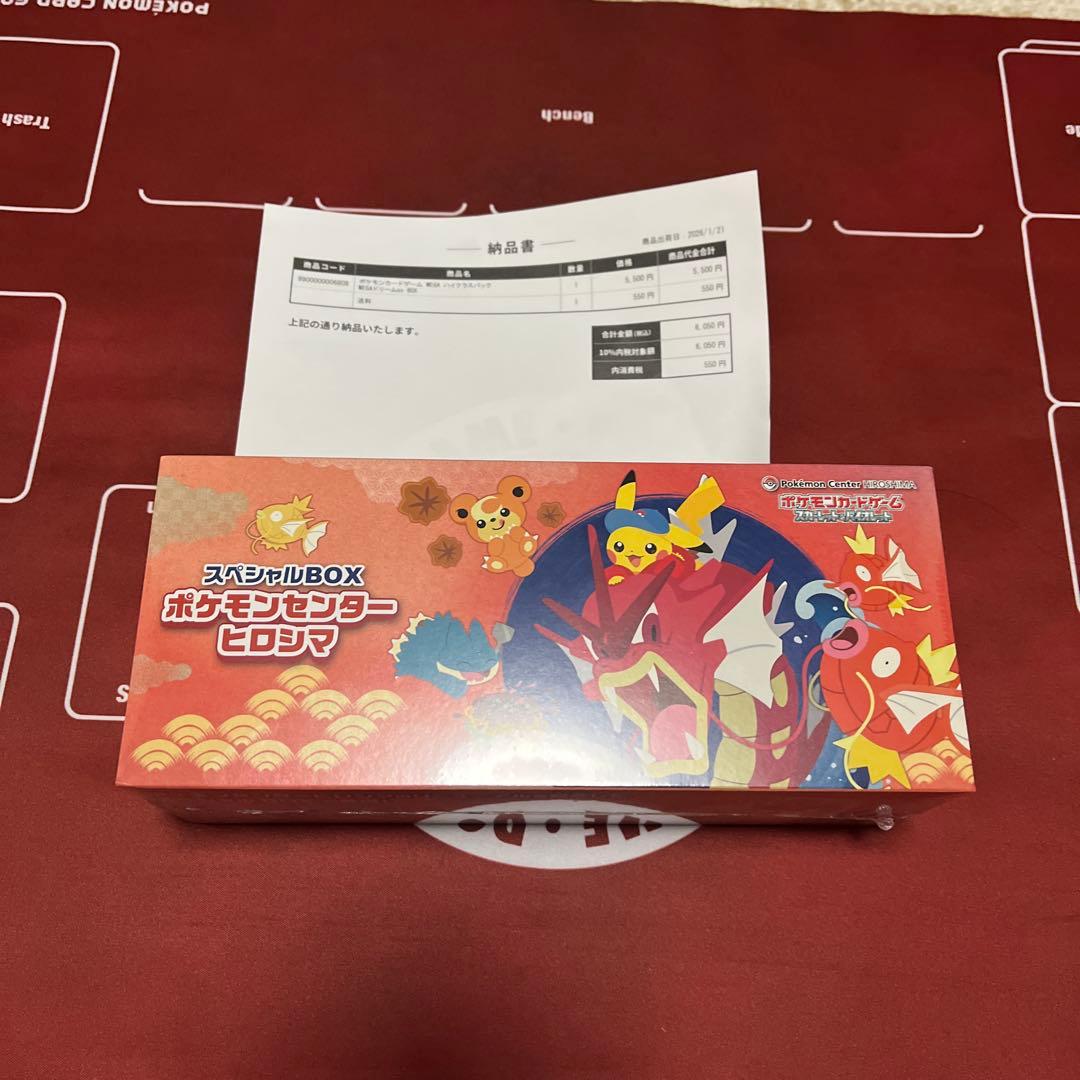 POKÉMON CARD GA
Trash
Bench
納品書
商品出荷日：2026/1/21
商品コード 商品名 数量 価格 商品代金合計
ポケモンカードゲーム MEGA ハイクラスパック 1 5,500 円 5,500 円
MEGAドリームex BOX
送料 1 550 円 550 円
上記の通り納品いたします。
合計金額(税込) 6,050 円
10%内税対象額 6,050 円
内消費税 550 円
Pokémon Center HIROSHIMA
ポケモンカードゲーム
スカーレット&バイオレット
スペシャルBOX
ポケモンセンター
ヒロシマ